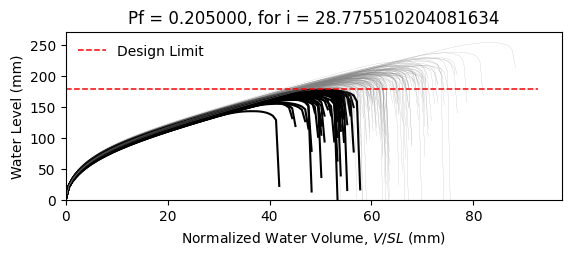 Pf = 0.205000, for i = 28.775510204081634
Design Limit
Water Level (mm)
250
200
150
100
50
0
0 20 40 60 80
Normalized Water Volume, V/SL (mm)